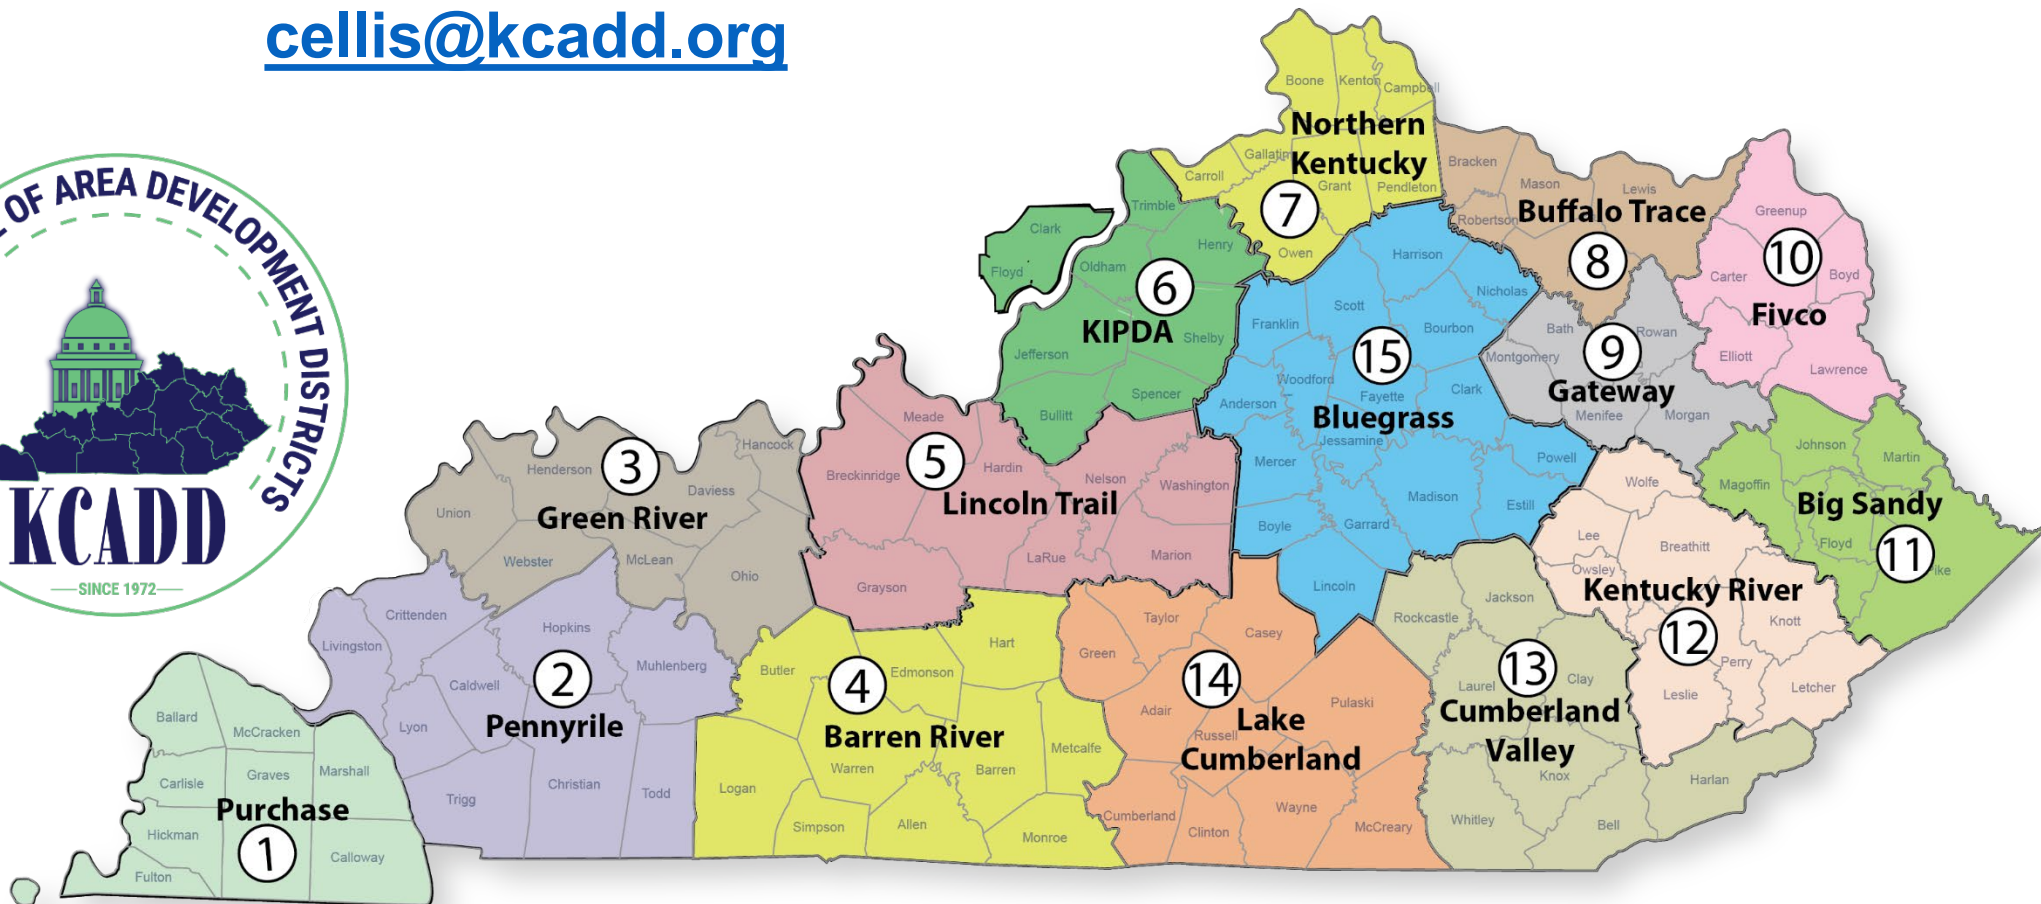 cellis@kcadd.org
OF AREA DEVELOPMENT DISTRICTS
KCADD
SINCE 1972
Boone
Kenton
Campbell
Northern
Kentucky
7
Gallatin
Carroll
Grant
Pendleton
Owen
Bracken
Mason
Lewis
Robertson
Buffalo Trace
8
Greenup
10
Carter
Boyd
Fivco
Elliott
Lawrence
Clark
Floyd
Trimble
Henry
Oldham
6
KIPDA
Shelby
Jefferson
Spencer
Bullitt
Harrison
Nicholas
Scott
Franklin
Bourbon
15
Woodford
Fayette
Clark
Anderson
Bluegrass
Jessamine
Mercer
Powell
Madison
Estill
Boyle
Garrard
Lincoln
Bath
Rowan
Montgomery
9
Gateway
Menifee
Morgan
Johnson
Martin
Magoffin
Big Sandy
Floyd
11
ike
Meade
Breckinridge
5
Hardin
Nelson
Washington
Lincoln Trail
LaRue
Marion
Grayson
Hancock
Henderson
3
Daviess
Union
Green River
Webster
McLean
Ohio
Wolfe
Lee
Breathitt
Owsley
Kentucky River
12
Knott
Perry
Leslie
Letcher
Crittenden
Livingston
Hopkins
Muhlenberg
Caldwell
2
Lyon
Pennyrile
Trigg
Christian
Todd
Hart
Butler
4
Edmonson
Barren River
Metcalfe
Warren
Barren
Logan
Simpson
Allen
Monroe
Taylor
Casey
Green
14
Pulaski
Adair
Lake
Russell
Cumberland
Wayne
Cumberland
Clinton
McCreary
Jackson
Rockcastle
13
Laurel
Clay
Cumberland
Valley
Knox
Harlan
Whitley
Bell
Ballard
McCracken
Carlisle
Graves
Marshall
Purchase
Hickman
1
Calloway
Fulton